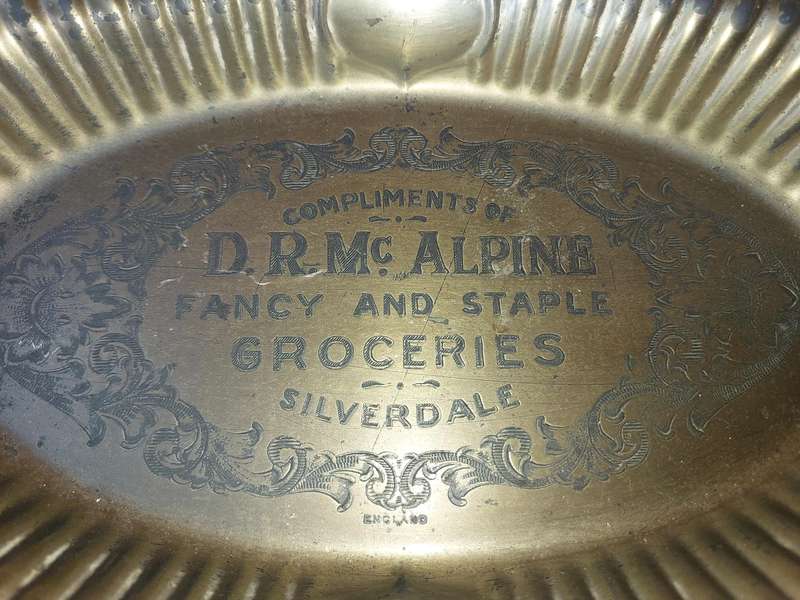 COMPLIMENTS OF
D. R. Mc ALPINE
FANCY AND STAPLE
GROCERIES
SILVERDALE
ENGLAND